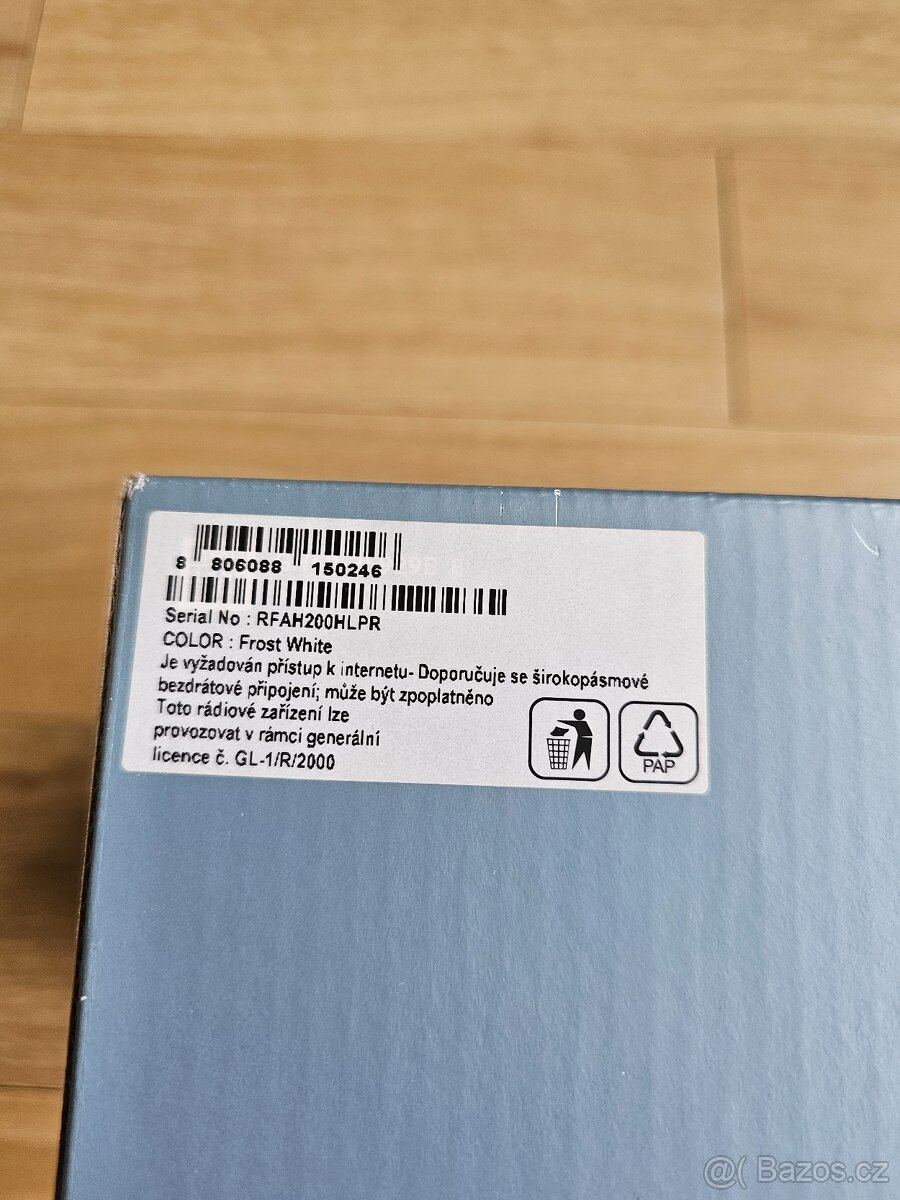 8 806088 150246
Serial No : RFAH200HLPR
COLOR : Frost White
Je vyžadován přístup k internetu- Doporučuje se širokopásmové
bezdrátové připojení; může být zpoplatněno
Toto rádiové zařízení lze
provozovat v rámci generální
licence č. GL-1/R/2000
PAP
@( Bazos.cz